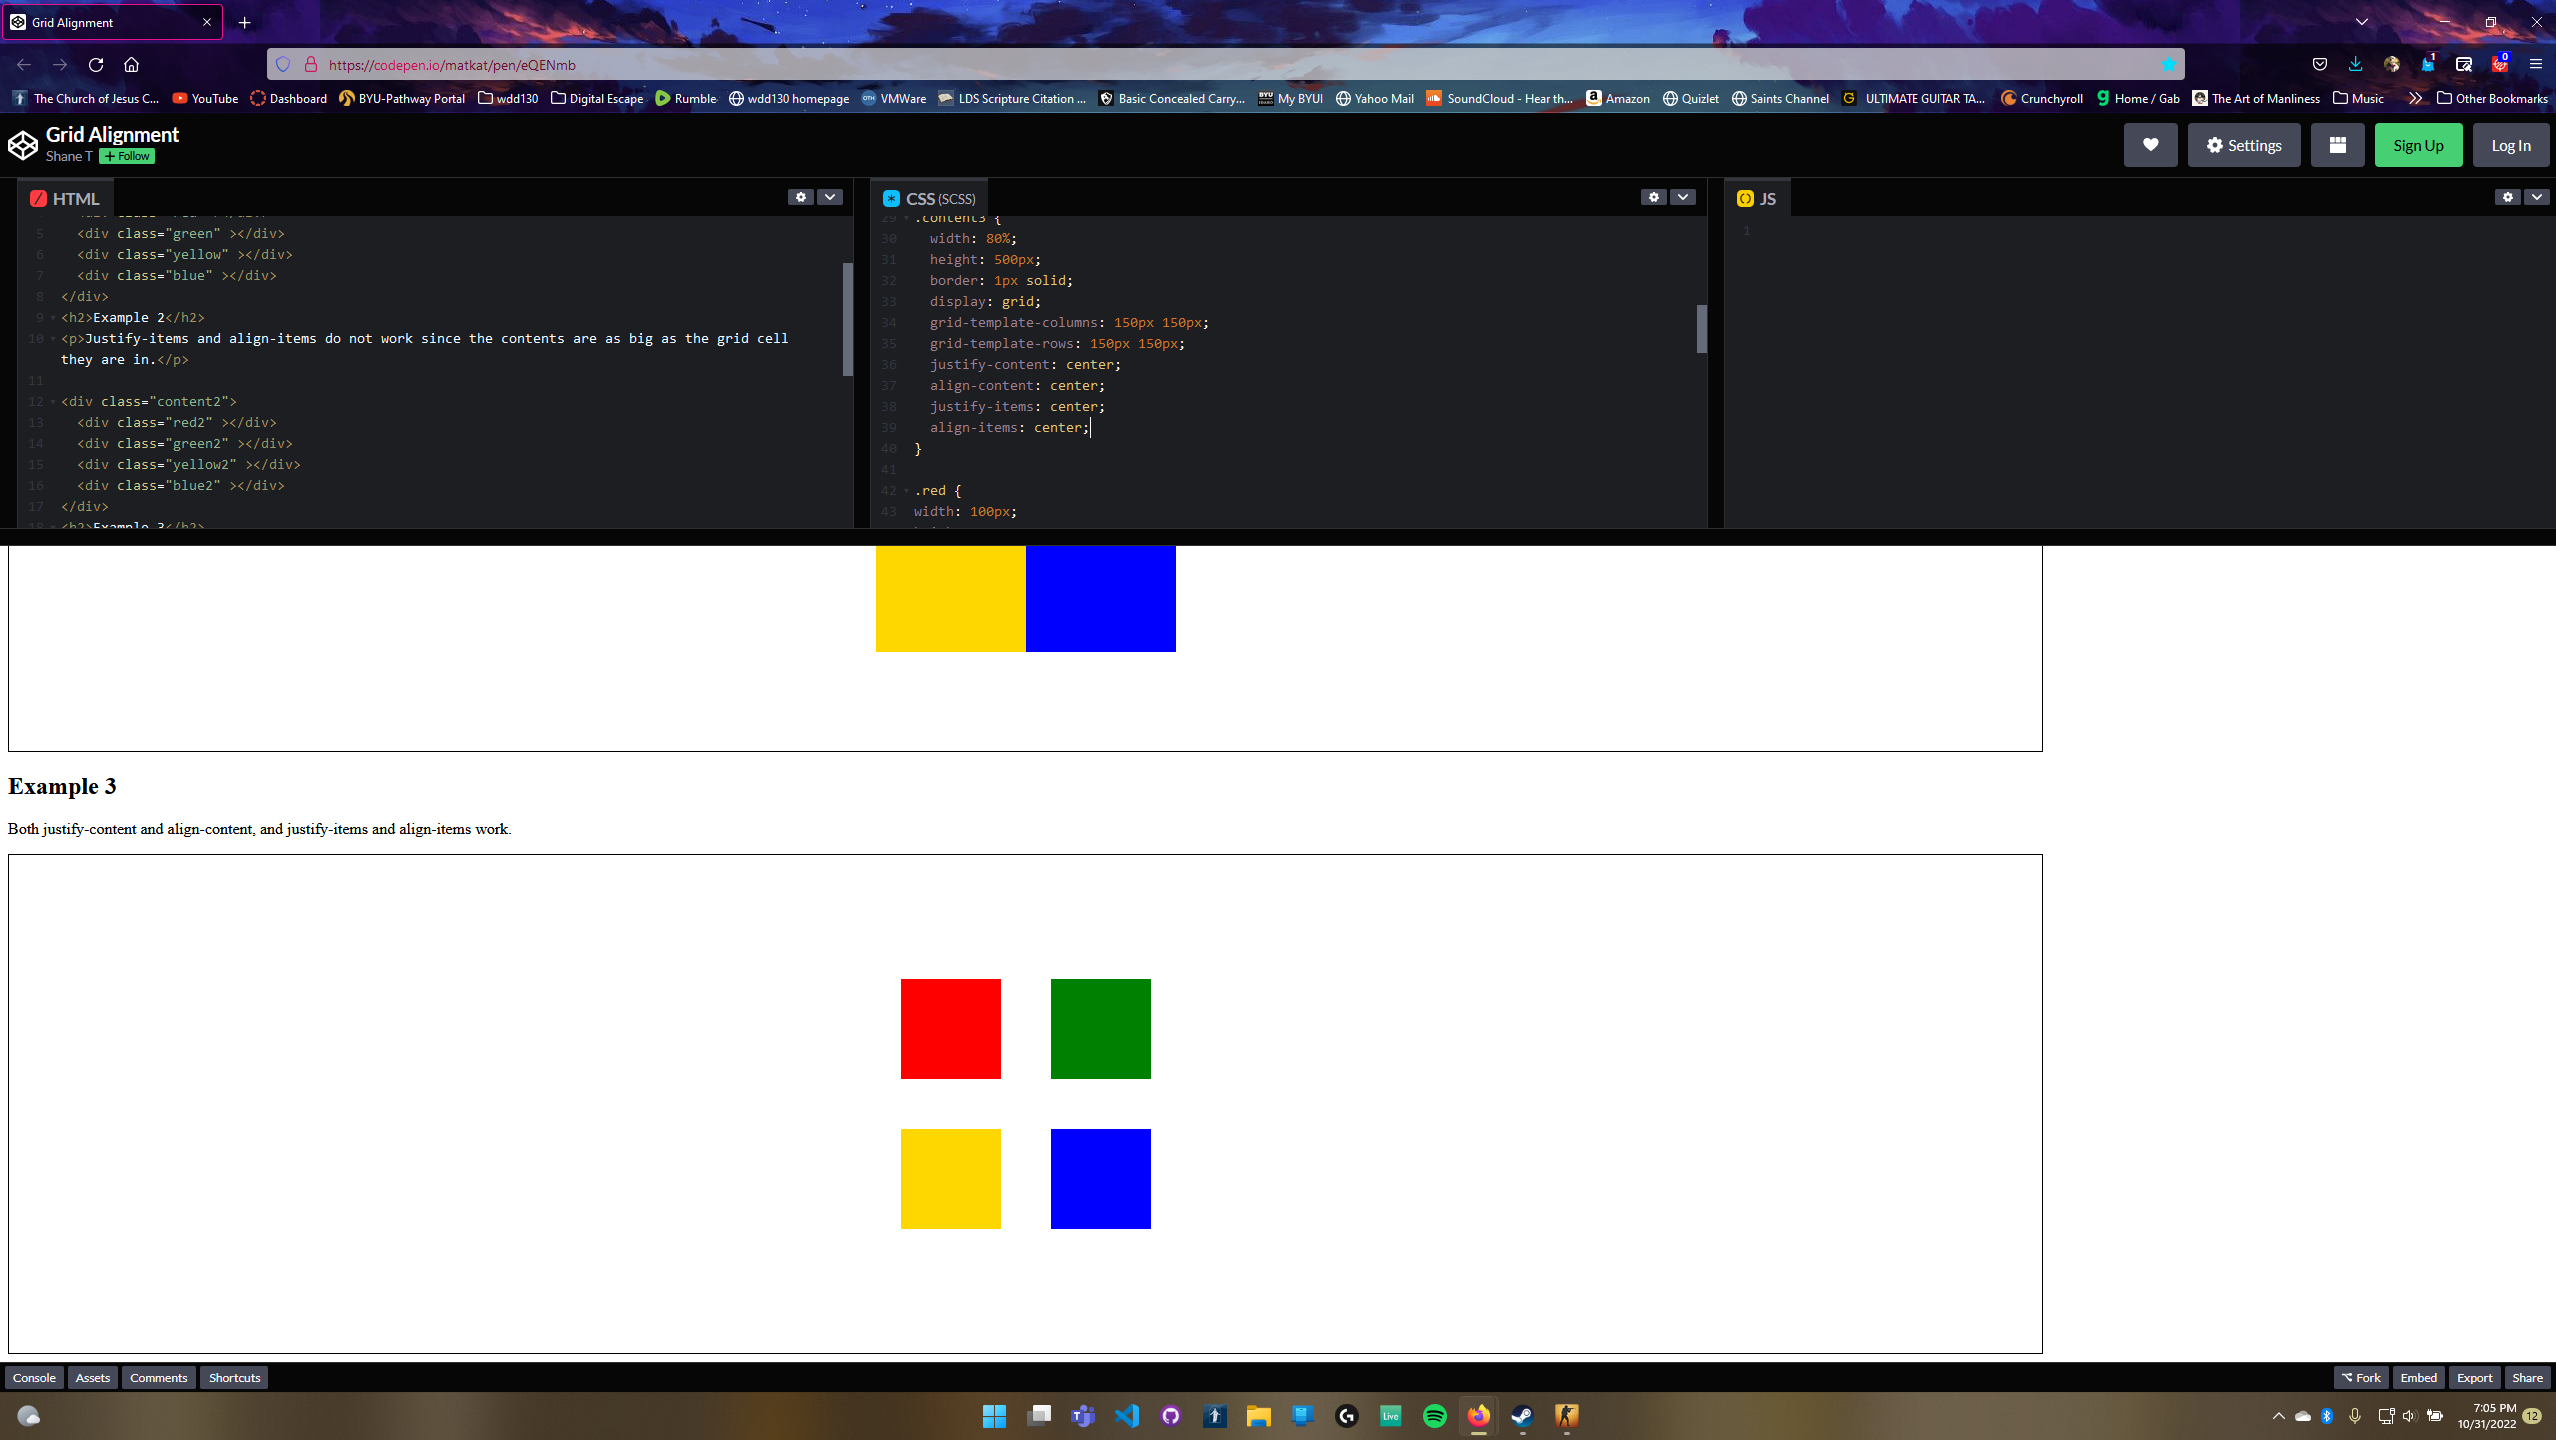 Grid Alignment
https://codepen.io/matkat/pen/eQENmb
1
0
The Church of Jesus C... YouTube Dashboard BYU-Pathway Portal wdd130 Digital Escape Rumble wdd130 homepage VMWare LDS Scripture Citation ... Basic Concealed Carry... My BYUI Yahoo Mail SoundCloud - Hear th... Amazon Quizlet Saints Channel ULTIMATE GUITAR TA... Crunchyroll Home / Gab The Art of Manliness Music Other Bookmarks
Grid Alignment
Shane T + Follow
Settings Sign Up Log In
HTML
5 <div class="green" ></div>
6 <div class="yellow" ></div>
7 <div class="blue" ></div>
8 </div>
9 <h2>Example 2</h2>
10 <p>Justify-items and align-items do not work since the contents are as big as the grid cell
they are in.</p>
11
12 <div class="content2">
13 <div class="red2" ></div>
14 <div class="green2" ></div>
15 <div class="yellow2" ></div>
16 <div class="blue2" ></div>
17 </div>
18 <h2>Example 3</h2>
CSS (SCSS)
29 .content3 {
30 width: 80%;
31 height: 500px;
32 border: 1px solid;
33 display: grid;
34 grid-template-columns: 150px 150px;
35 grid-template-rows: 150px 150px;
36 justify-content: center;
37 align-content: center;
38 justify-items: center;
39 align-items: center;
40 }
41
42 .red {
43 width: 100px;
JS
1
Example 3
Both justify-content and align-content, and justify-items and align-items work.
Console Assets Comments Shortcuts
Fork Embed Export Share
Live
7:05 PM
10/31/2022
12